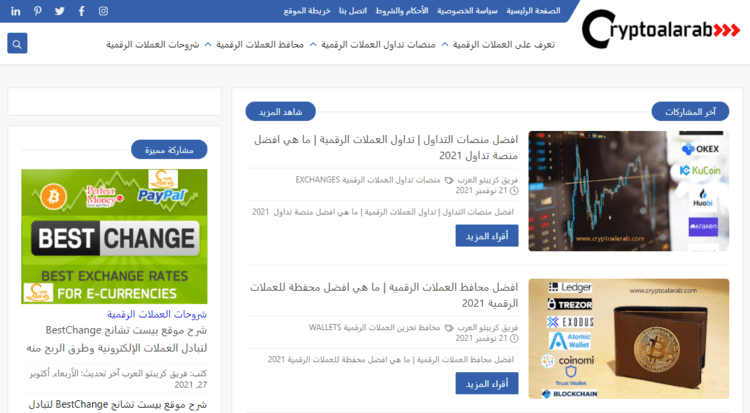 الصفحة الرئيسية سياسة الخصوصية الأحكام والشروط اتصل بنا خريطة الموقع
Cryptoalarab
تعرف على العملات الرقمية منصات تداول العملات الرقمية محافظ العملات الرقمية شروحات العملات الرقمية
آخر المشاركات
شاهد المزيد
افضل منصات التداول | تداول العملات الرقمية | ما هي افضل
منصة تداول 2021
فريق كريبتو العرب منصات تداول العملات الرقمية EXCHANGES
21 نوفمبر 2021
افضل منصات التداول | تداول العملات الرقمية | ما هي افضل منصة تداول 2021
أقراء المزيد
OKEX
KuCoin
Huobi
kraken
www.cryptoalarab.com
افضل محافظ العملات الرقمية | ما هي افضل محفظة للعملات
الرقمية 2021
فريق كريبتو العرب محافظ تخزين العملات الرقمية WALLETS
21 نوفمبر 2021
افضل محافظ العملات الرقمية | ما هي افضل محفظة للعملات الرقمية 2021
أقراء المزيد
www.cryptoalarab.com
Ledger
TREZOR
EXODUS
Atomic
Wallet
coinomi
Trust Wallet
BLOCKCHAIN
مشاركة مميزة
Perfect
Money
PayPal
BEST CHANGE
BEST EXCHANGE RATES
FOR E-CURRENCIES
شروحات العملات الرقمية
شرح موقع بيست تشانج BestChange
لتبادل العملات الإلكترونية وطرق الربح منه
كتب: فريق كريبتو العرب آخر تحديث: الأربعاء, أكتوبر
27, 2021
شرح موقع بيست تشانج BestChange لتبادل